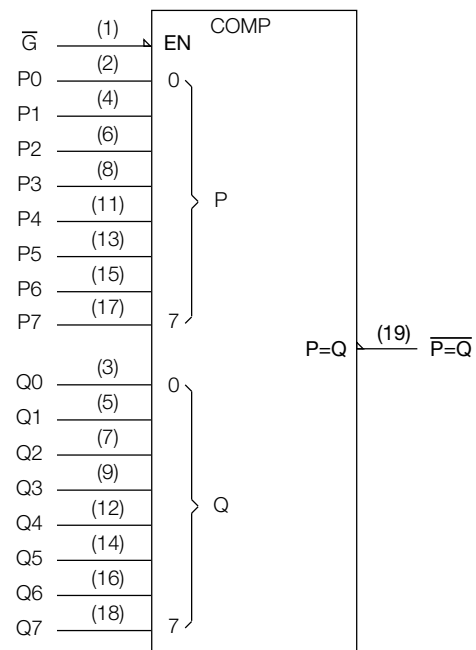 COMP
G̅ (1) EN
P0 (2) 0
P1 (4)
P2 (6)
P3 (8)
P
P4 (11)
P5 (13)
P6 (15)
P7 (17) 7
P=Q (19) P̅=̅Q̅
Q0 (3) 0
Q1 (5)
Q2 (7)
Q3 (9)
Q
Q4 (12)
Q5 (14)
Q6 (16)
Q7 (18) 7